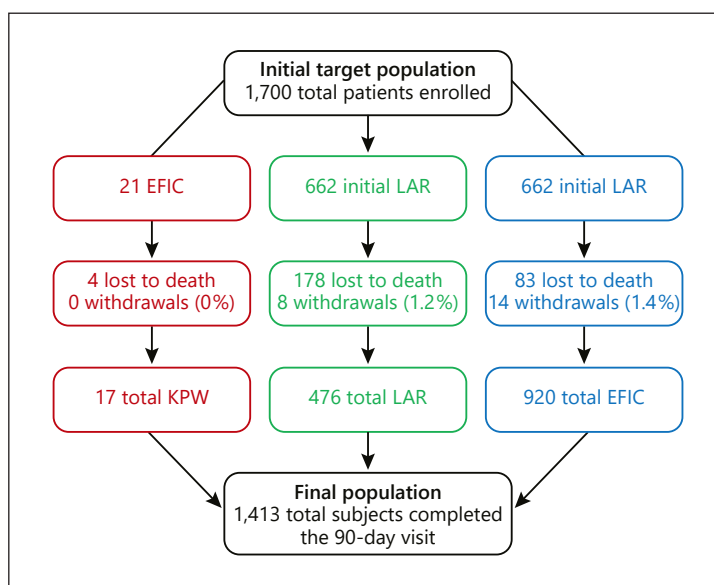 Initial target population
1,700 total patients enrolled
21 EFIC
662 initial LAR
662 initial LAR
4 lost to death
0 withdrawals (0%)
178 lost to death
8 withdrawals (1.2%)
83 lost to death
14 withdrawals (1.4%)
17 total KPW
476 total LAR
920 total EFIC
Final population
1,413 total subjects completed
the 90-day visit